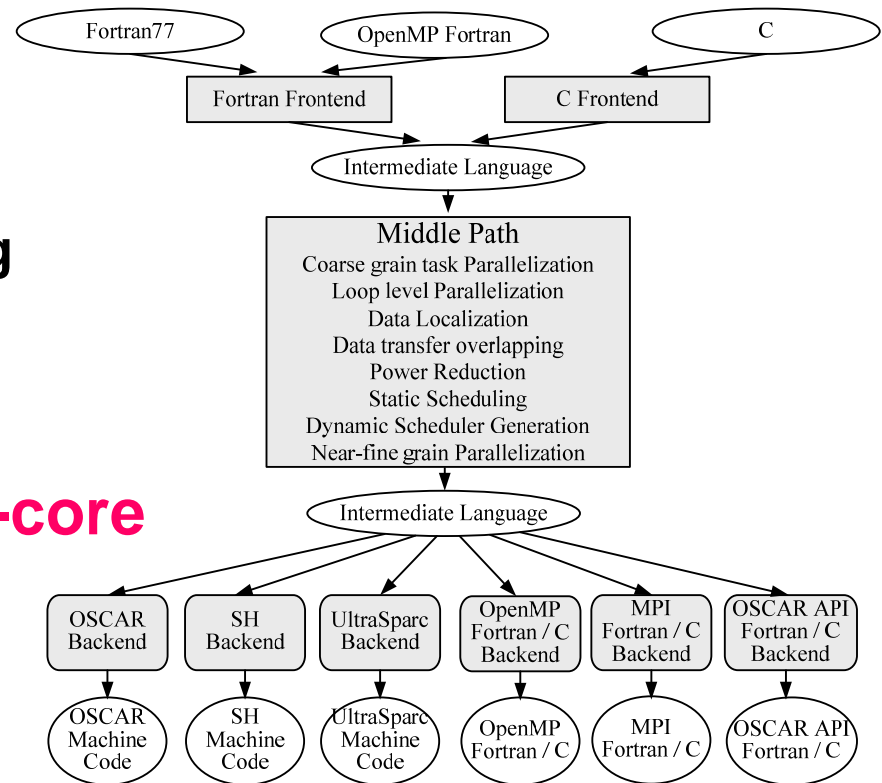 Fortran77
OpenMP Fortran
C
Fortran Frontend
C Frontend
Intermediate Language
g
Middle Path
Coarse grain task Parallelization
Loop level Parallelization
Data Localization
Data transfer overlapping
Power Reduction
Static Scheduling
Dynamic Scheduler Generation
Near-fine grain Parallelization
-core
Intermediate Language
OSCAR
Backend
SH
Backend
UltraSparc
Backend
OpenMP
Fortran / C
Backend
MPI
Fortran / C
Backend
OSCAR API
Fortran / C
Backend
OSCAR
Machine
Code
SH
Machine
Code
UltraSparc
Machine
Code
OpenMP
Fortran / C
MPI
Fortran / C
OSCAR API
Fortran / C